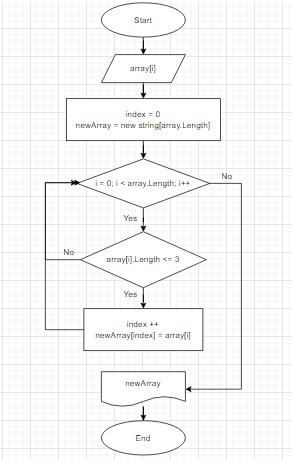 Start
array[i]
index = 0
newArray = new string[array.Length]
i = 0; i < array.Length; i++
No
Yes
array[i].Length <= 3
No
Yes
index ++
newArray[index] = array[i]
newArray
End